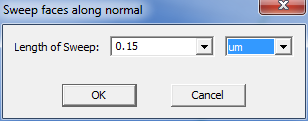 Sweep faces along normal
Length of Sweep: 0.15 um
OK Cancel